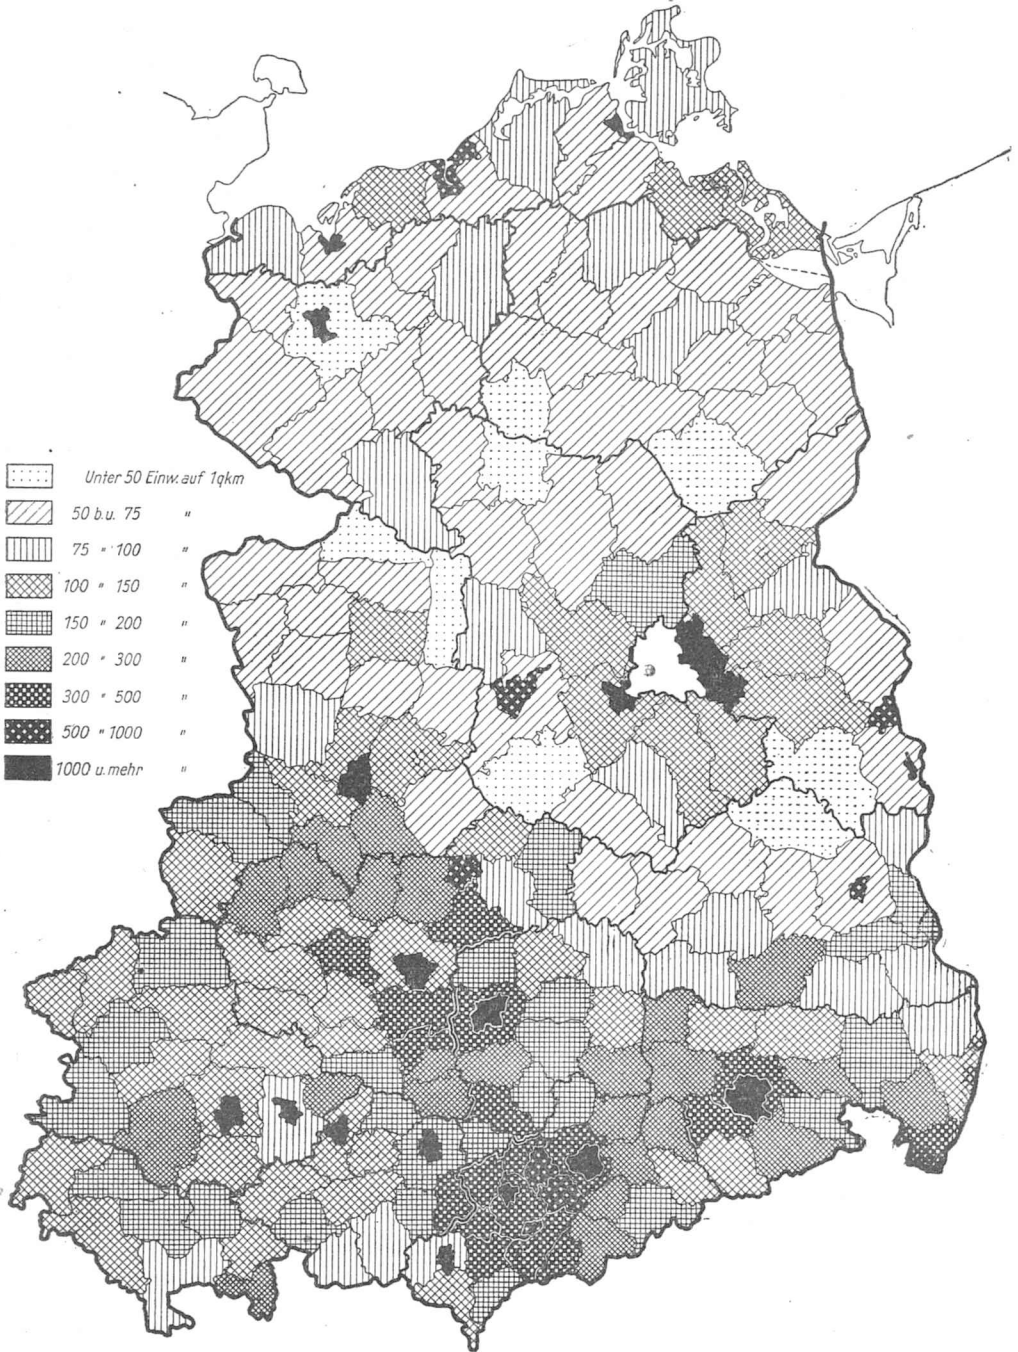 Unter 50 Einw. auf 1qkm
50 b.u. 75 "
75 " 100 "
100 " 150 "
150 " 200 "
200 " 300 "
300 " 500 "
500 " 1000 "
1000 u. mehr "